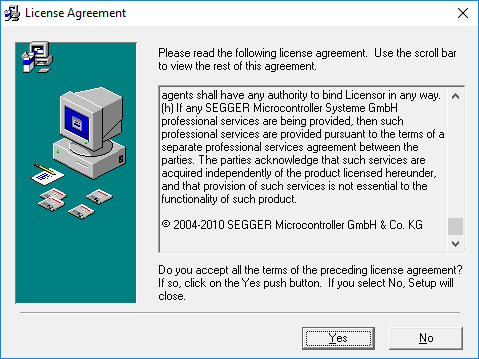 License Agreement
Please read the following license agreement.  Use the scroll bar
to view the rest of this agreement.
agents shall have any authority to bind Licensor in any way.
(h) If any SEGGER Microcontroller Systeme GmbH
professional services are being provided, then such
professional services are provided pursuant to the terms of a
separate professional services agreement between the
parties. The parties acknowledge that such services are
acquired independently of the product licensed hereunder,
and that provision of such services is not essential to the
functionality of such product.
© 2004-2010 SEGGER Microcontroller GmbH & Co. KG
Do you accept all the terms of the preceding license agreement?
If so, click on the Yes push button.  If you select No, Setup will
close.
Yes
No